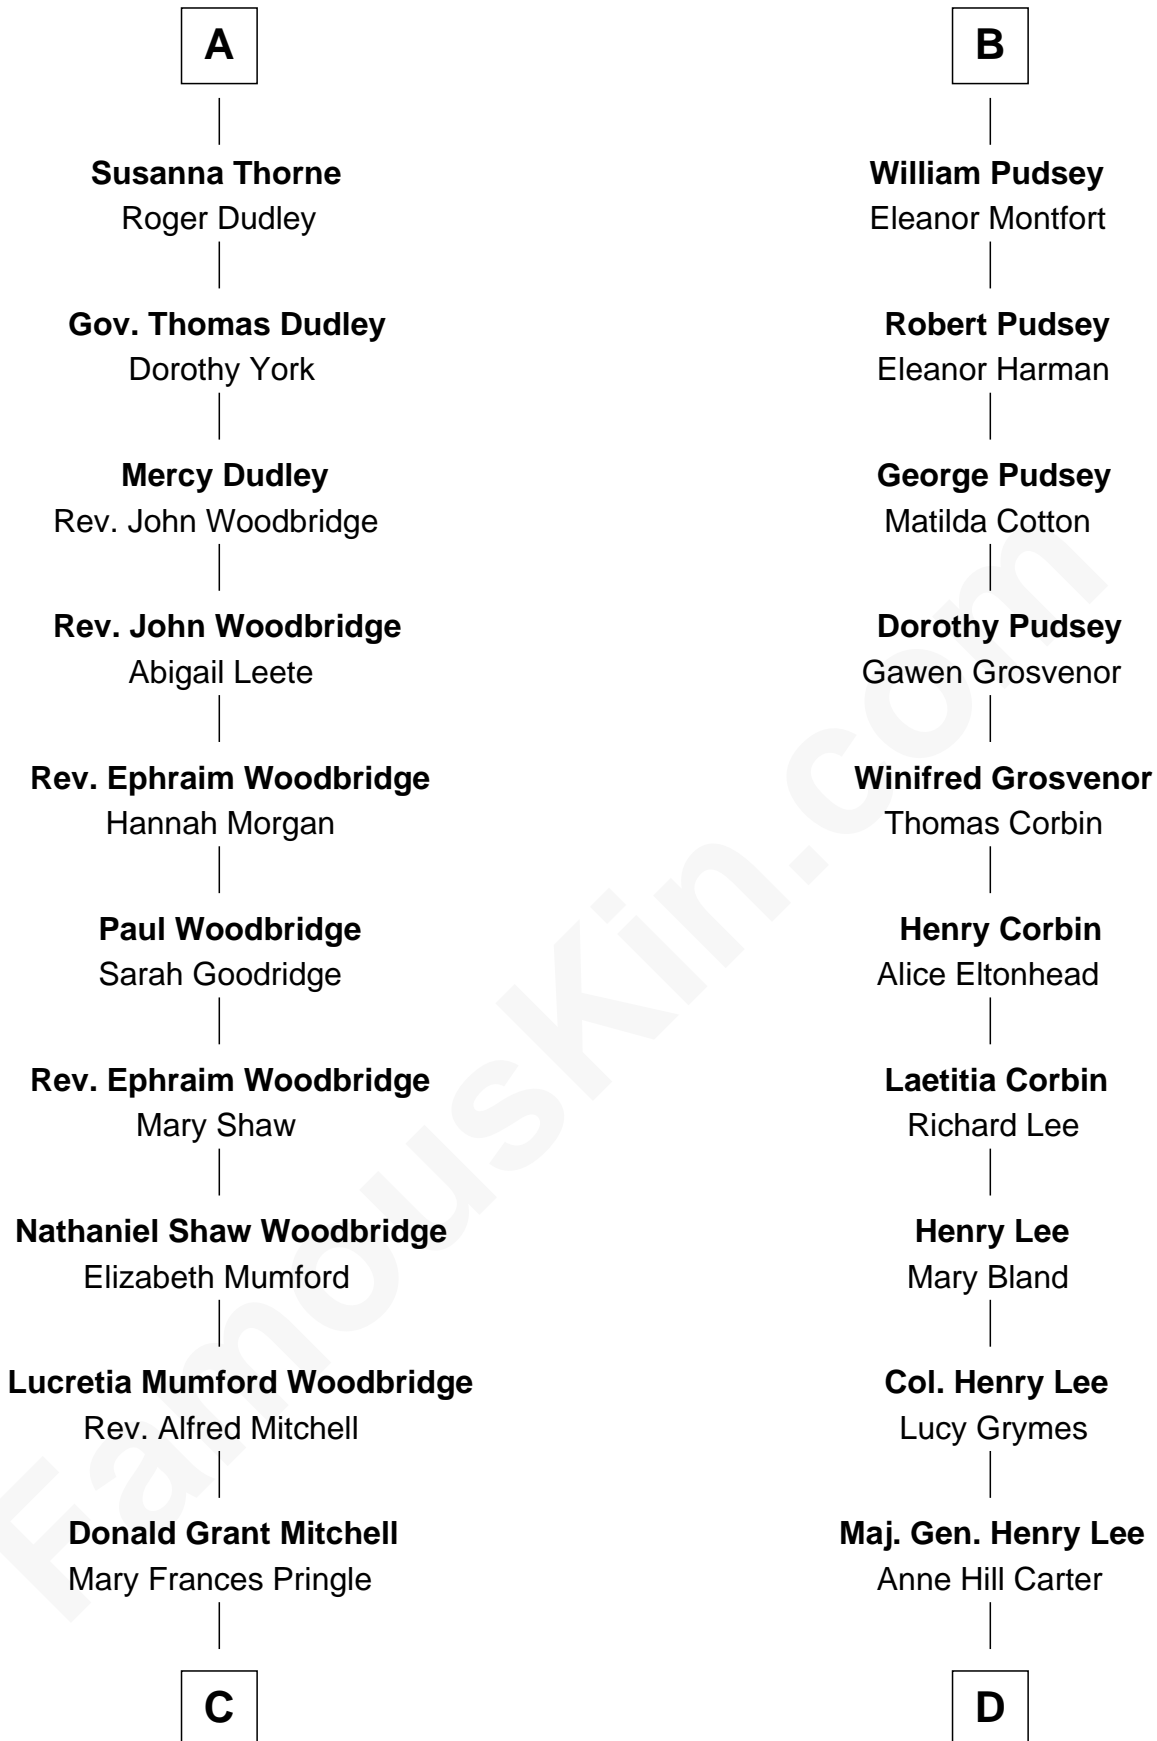 A
Susanna Thorne
Roger Dudley
Gov. Thomas Dudley
Dorothy York
Mercy Dudley
Rev. John Woodbridge
Rev. John Woodbridge
Abigail Leete
Rev. Ephraim Woodbridge
Hannah Morgan
Paul Woodbridge
Sarah Goodridge
Rev. Ephraim Woodbridge
Mary Shaw
Nathaniel Shaw Woodbridge
Elizabeth Mumford
Lucretia Mumford Woodbridge
Rev. Alfred Mitchell
Donald Grant Mitchell
Mary Frances Pringle
C
B
William Pudsey
Eleanor Montfort
Robert Pudsey
Eleanor Harman
George Pudsey
Matilda Cotton
Dorothy Pudsey
Gawen Grosvenor
Winifred Grosvenor
Thomas Corbin
Henry Corbin
Alice Eltonhead
Laetitia Corbin
Richard Lee
Henry Lee
Mary Bland
Col. Henry Lee
Lucy Grymes
Maj. Gen. Henry Lee
Anne Hill Carter
D
FamousKin.com